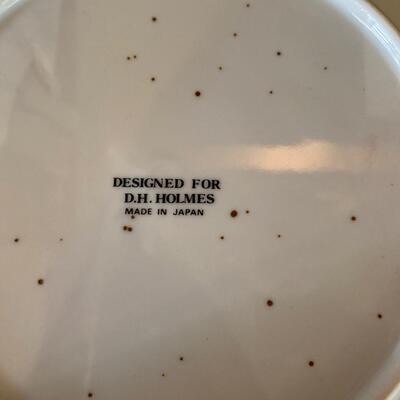 DESIGNED FOR
D.H. HOLMES
MADE IN JAPAN